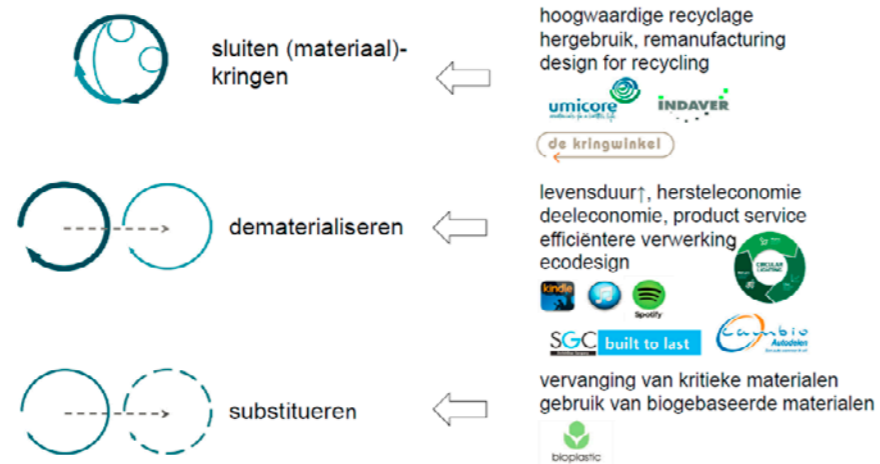 sluiten (materiaal)-
kringen
hoogwaardige recyclage
hergebruik, remanufacturing
design for recycling
umicore
INDAVER
de kringwinkel
dematerialiseren
levensduur↑, hersteleconomie
deeleconomie, product service
efficiëntere verwerking
ecodesign
CIRCULAR
LIGHTING
kindle
Spotify
SGC built to last
cambio
Autodelen
substitueren
vervanging van kritieke materialen
gebruik van biogebaseerde materialen
bioplastic